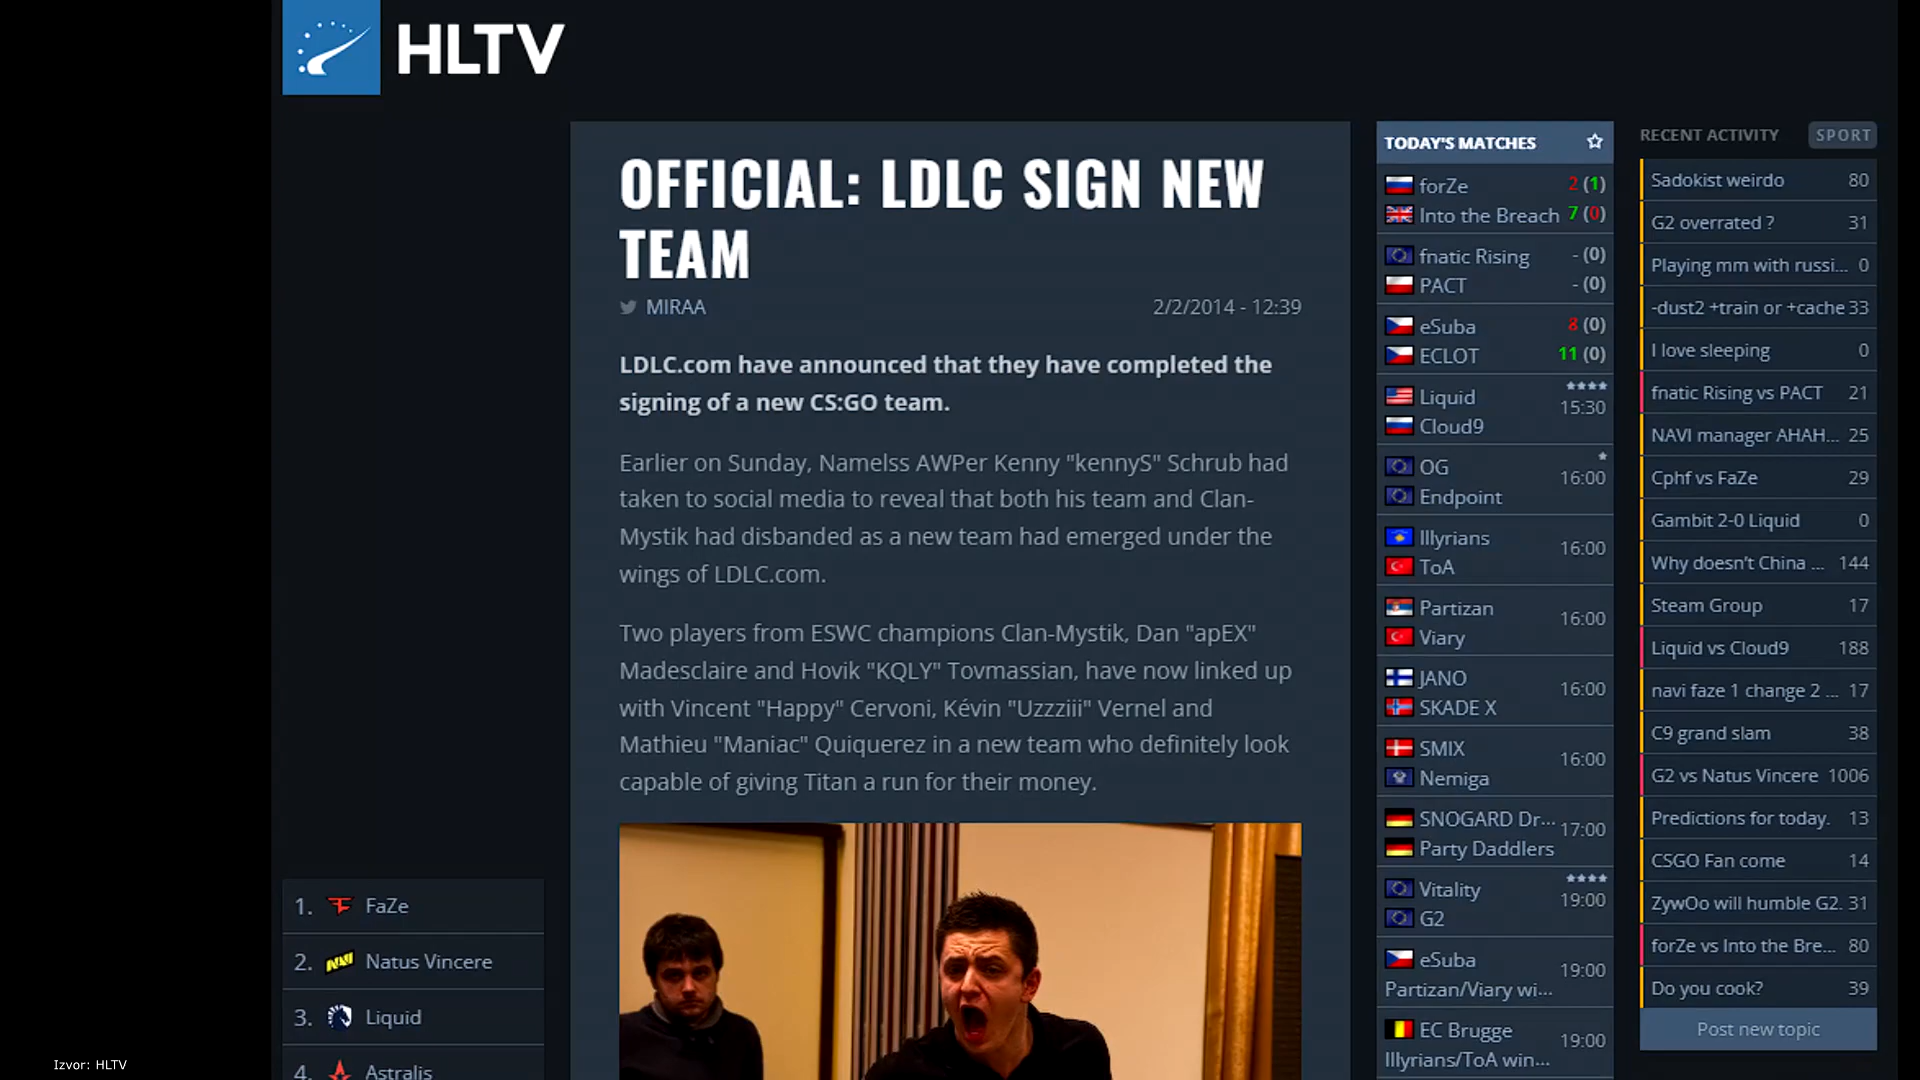 HLTV
OFFICIAL: LDLC SIGN NEW
TEAM
MIRAA
2/2/2014 - 12:39
LDLC.com have announced that they have completed the
signing of a new CS:GO team.
Earlier on Sunday, Namelss AWPer Kenny "kennyS" Schrub had
taken to social media to reveal that both his team and Clan-
Mystik had disbanded as a new team had emerged under the
wings of LDLC.com.
Two players from ESWC champions Clan-Mystik, Dan "apEX"
Madesclaire and Hovik "KQLY" Tovmassian, have now linked up
with Vincent "Happy" Cervoni, Kévin "Uzzziii" Vernel and
Mathieu "Maniac" Quiquerez in a new team who definitely look
capable of giving Titan a run for their money.
1. FaZe
2. Natus Vincere
3. Liquid
4. Astralis
TODAY'S MATCHES
forZe 2 (1)
Into the Breach 7 (0)
fnatic Rising - (0)
PACT - (0)
eSuba 8 (0)
ECLOT 11 (0)
Liquid
15:30
Cloud9
OG
16:00
Endpoint
Illyrians
16:00
ToA
Partizan
16:00
Viary
JANO
16:00
SKADE X
SMIX
16:00
Nemiga
SNOGARD Dr...
17:00
Party Daddlers
Vitality
19:00
G2
eSuba
19:00
Partizan/Viary wi...
EC Brugge
19:00
Illyrians/ToA win...
RECENT ACTIVITY SPORT
Sadokist weirdo 80
G2 overrated ? 31
Playing mm with russi... 0
-dust2 +train or +cache 33
I love sleeping 0
fnatic Rising vs PACT 21
NAVI manager AHAH... 25
Cphf vs FaZe 29
Gambit 2-0 Liquid 0
Why doesn't China ... 144
Steam Group 17
Liquid vs Cloud9 188
navi faze 1 change 2 ... 17
C9 grand slam 38
G2 vs Natus Vincere 1006
Predictions for today. 13
CSGO Fan come 14
ZywOo will humble G2. 31
forZe vs Into the Bre... 80
Do you cook? 39
Post new topic
Izvor: HLTV